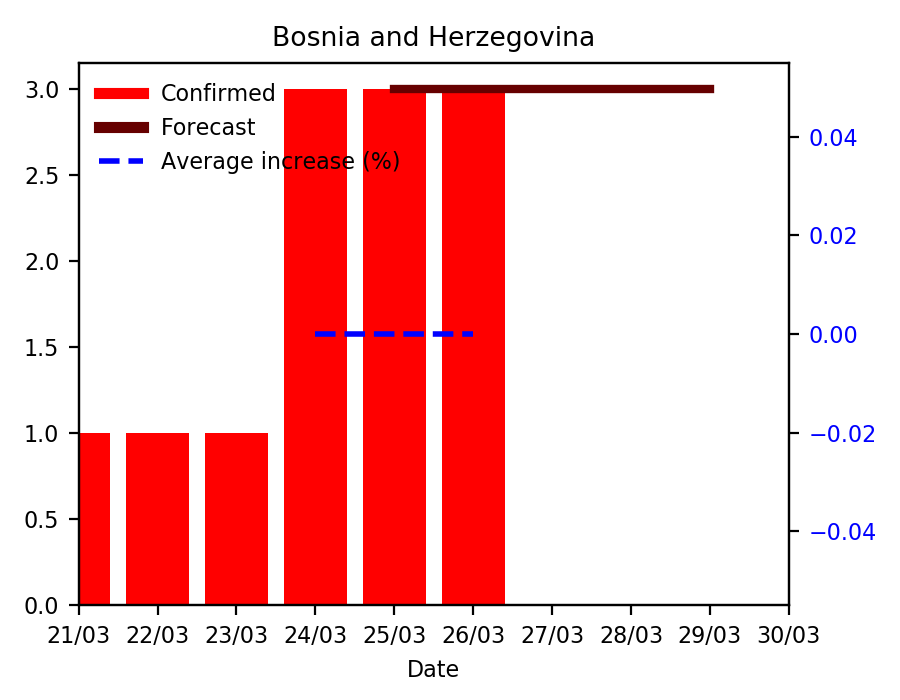 Bosnia and Herzegovina
Confirmed
Forecast
Average increase (%)
3.0
2.5
2.0
1.5
1.0
0.5
0.0
0.04
0.02
0.00
−0.02
−0.04
21/03 22/03 23/03 24/03 25/03 26/03 27/03 28/03 29/03 30/03
Date